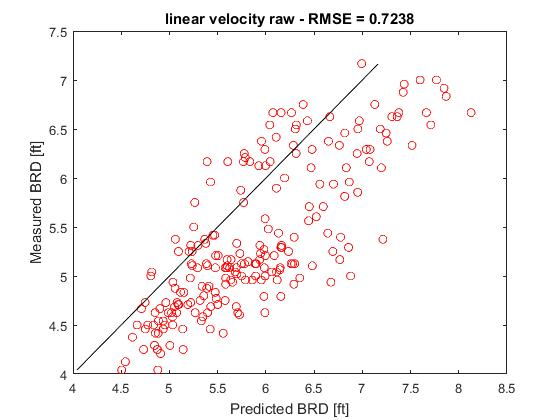 linear velocity raw - RMSE = 0.7238
7.5
7
6.5
6
5.5
5
4.5
4
Measured BRD [ft]
4 4.5 5 5.5 6 6.5 7 7.5 8 8.5
Predicted BRD [ft]